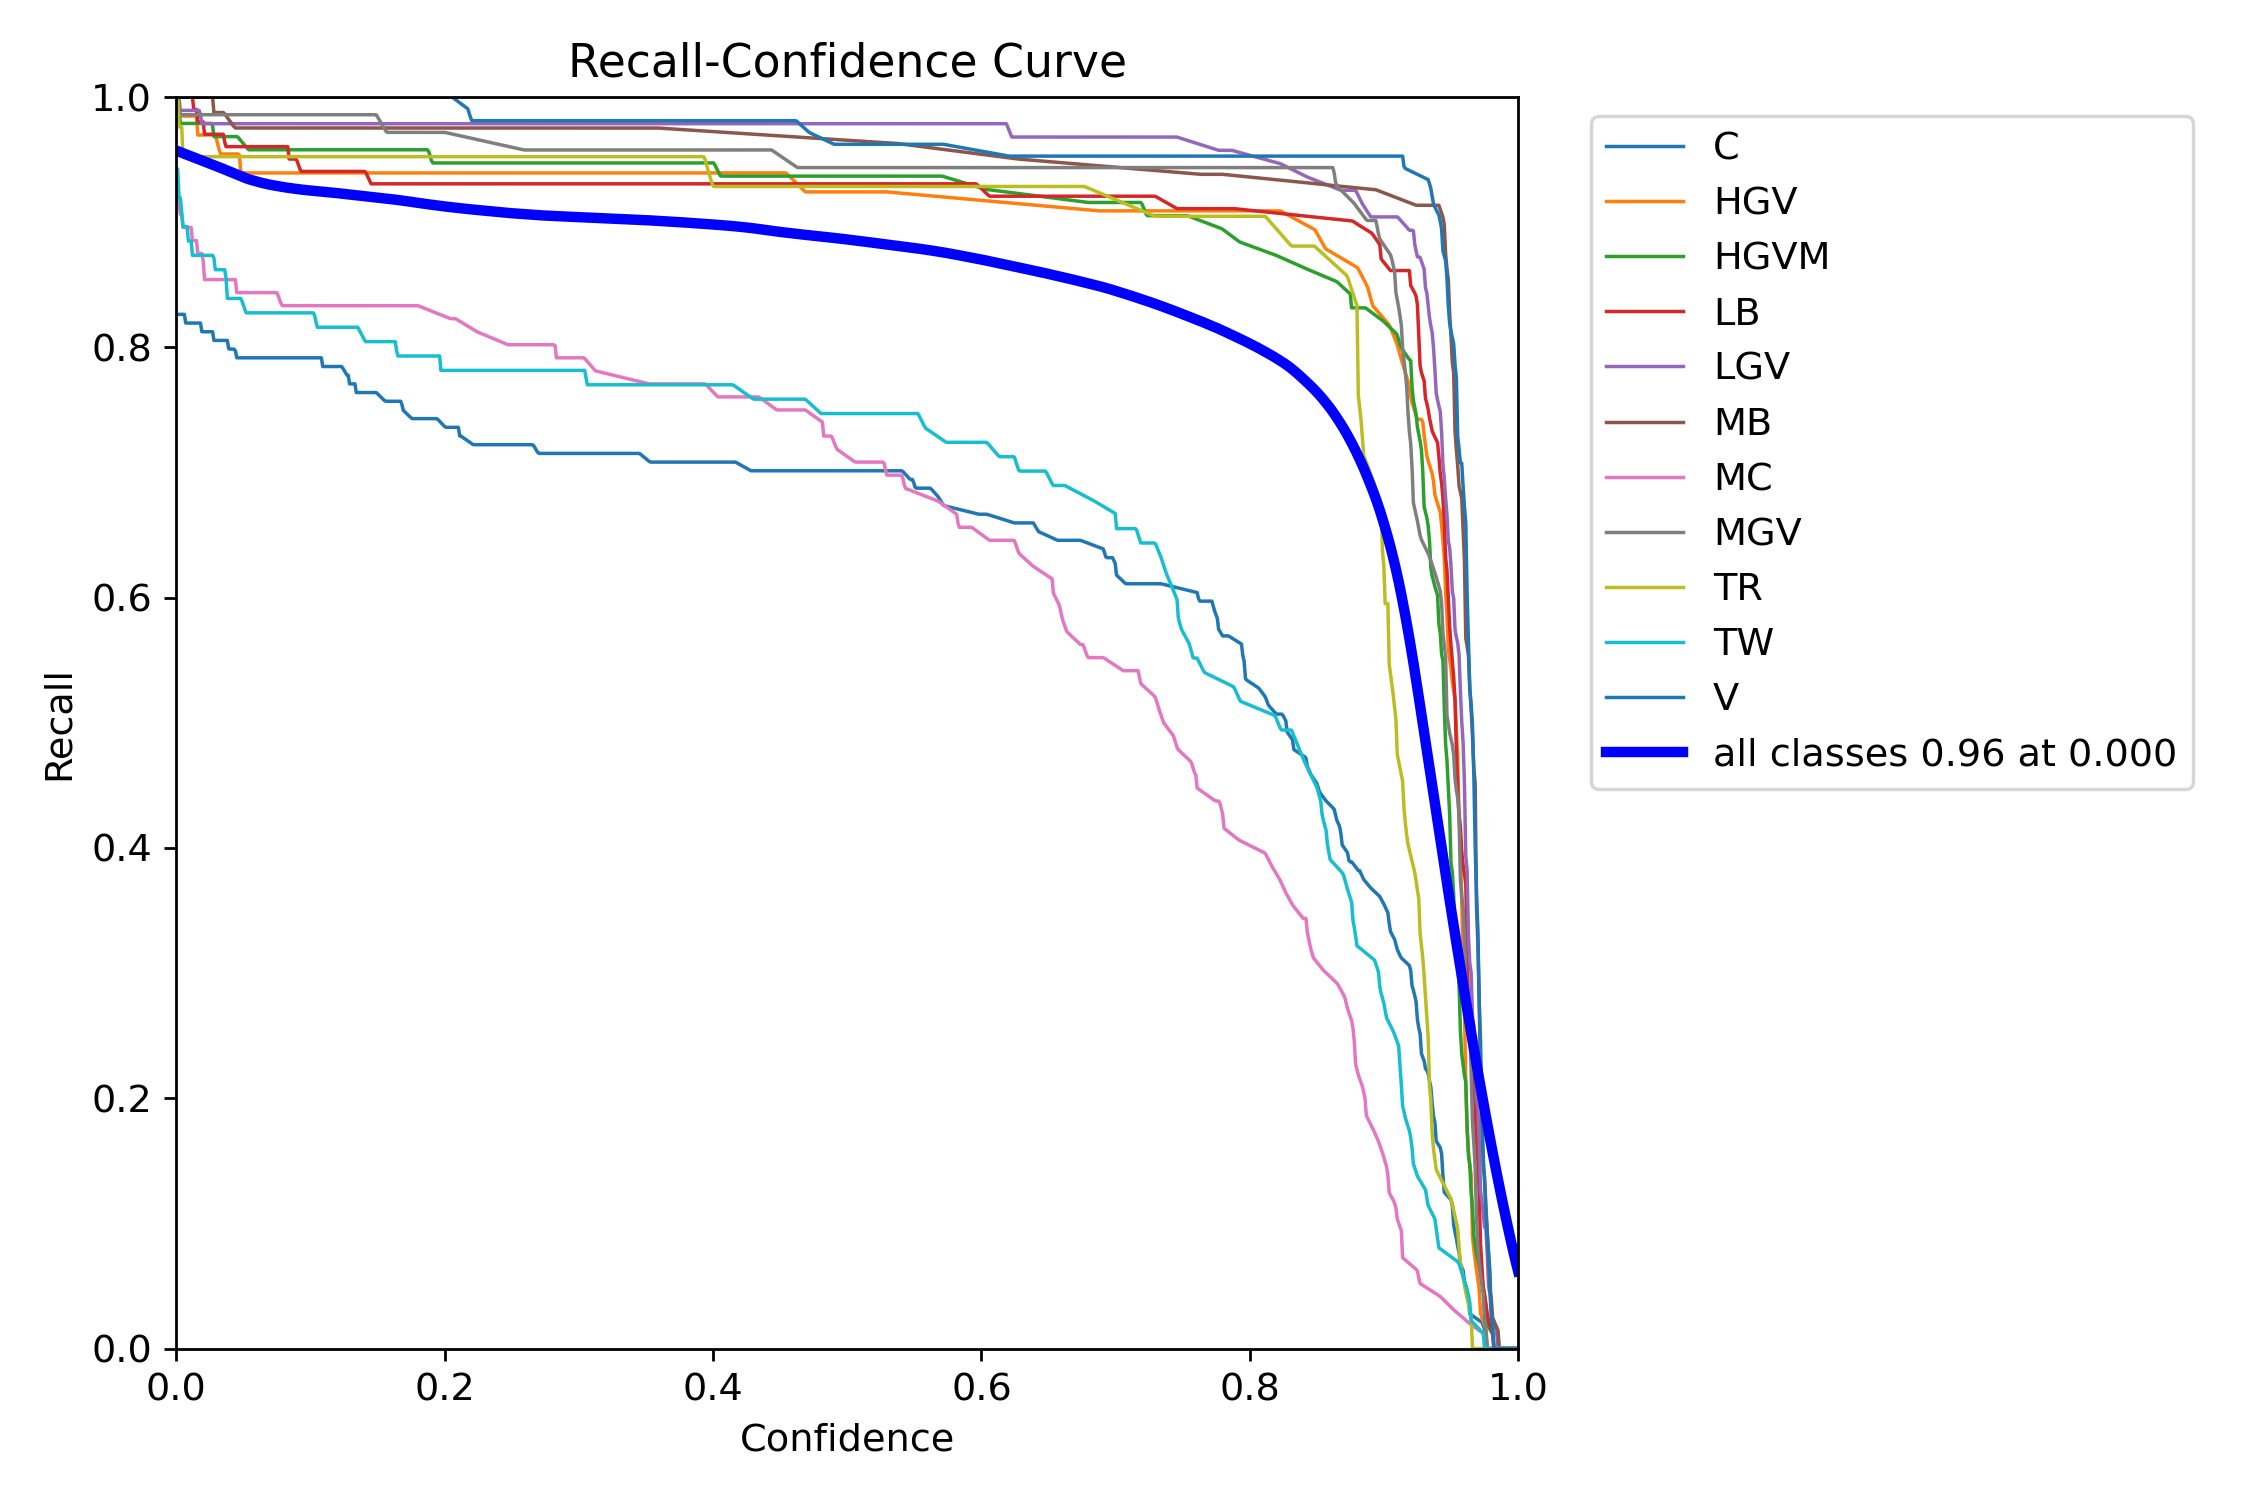 Recall-Confidence Curve
1.0
0.8
0.6
0.4
0.2
0.0
Recall
0.0 0.2 0.4 0.6 0.8 1.0
Confidence
C
HGV
HGVM
LB
LGV
MB
MC
MGV
TR
TW
V
all classes 0.96 at 0.000